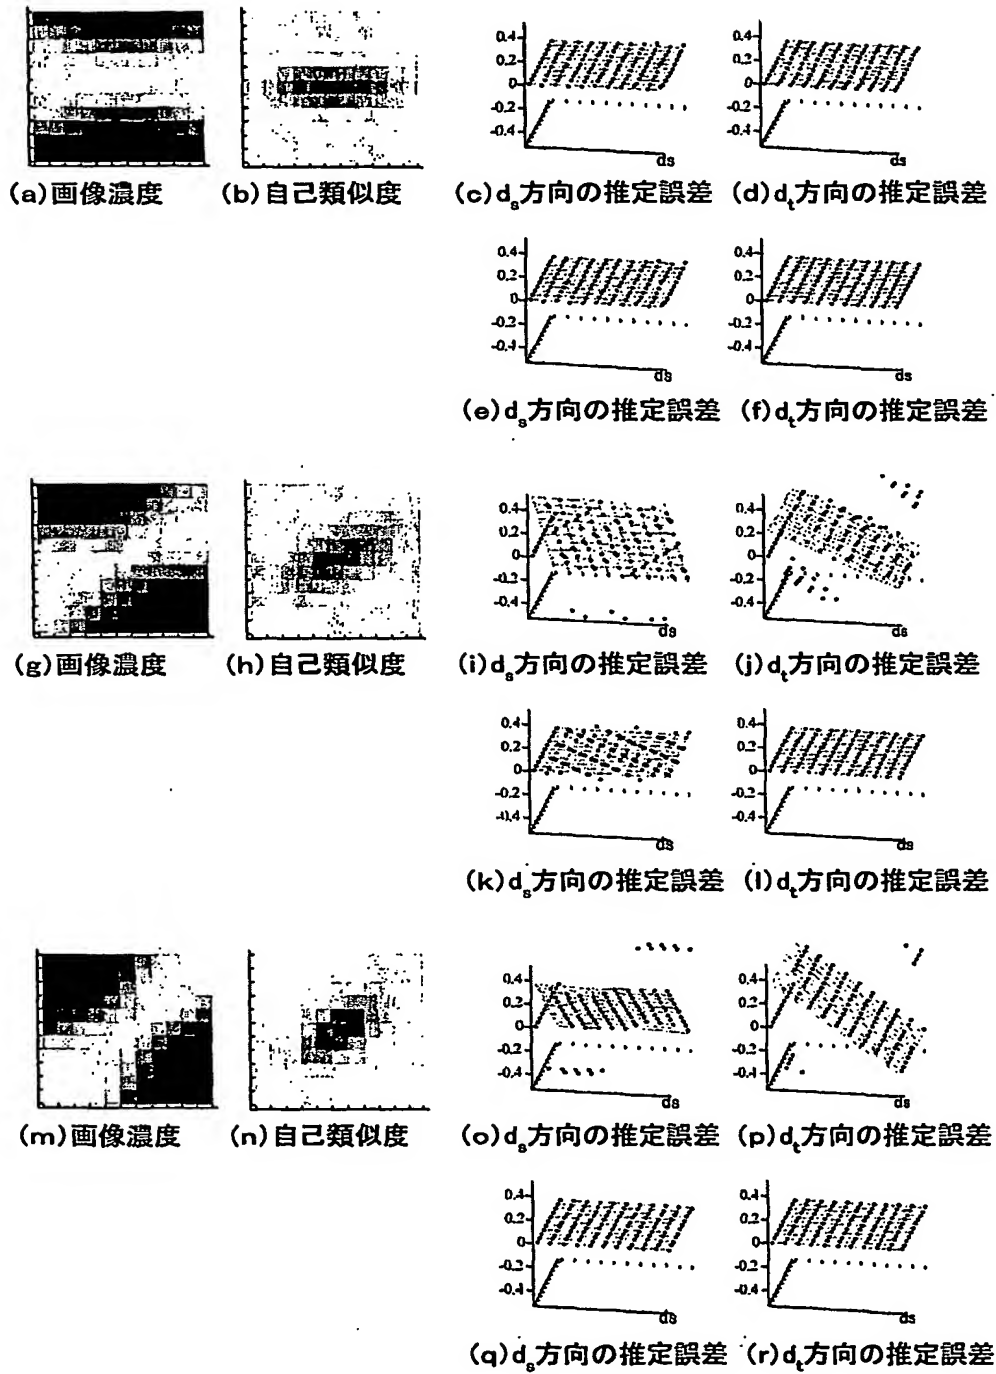 0.4
0.2
0
-0.2
-0.4
ds
0.4
0.2
0
-0.2
-0.4
ds
(a)画像濃度
(b)自己類似度
(c)dₛ方向の推定誤差
(d)dₜ方向の推定誤差
0.4
0.2
0
-0.2
-0.4
ds
0.4
0.2
0
-0.2
-0.4
ds
(e)dₛ方向の推定誤差
(f)dₜ方向の推定誤差
0.4
0.2
0
-0.2
-0.4
ds
0.4
0.2
0
-0.2
-0.4
ds
(g)画像濃度
(h)自己類似度
(i)dₛ方向の推定誤差
(j)dₜ方向の推定誤差
0.4
0.2
0
-0.2
-0.4
ds
0.4
0.2
0
-0.2
-0.4
ds
(k)dₛ方向の推定誤差
(l)dₜ方向の推定誤差
0.4
0.2
0
-0.2
-0.4
ds
0.4
0.2
0
-0.2
-0.4
ds
(m)画像濃度
(n)自己類似度
(o)dₛ方向の推定誤差
(p)dₜ方向の推定誤差
0.4
0.2
0
-0.2
-0.4
ds
0.4
0.2
0
-0.2
-0.4
ds
(q)dₛ方向の推定誤差
(r)dₜ方向の推定誤差